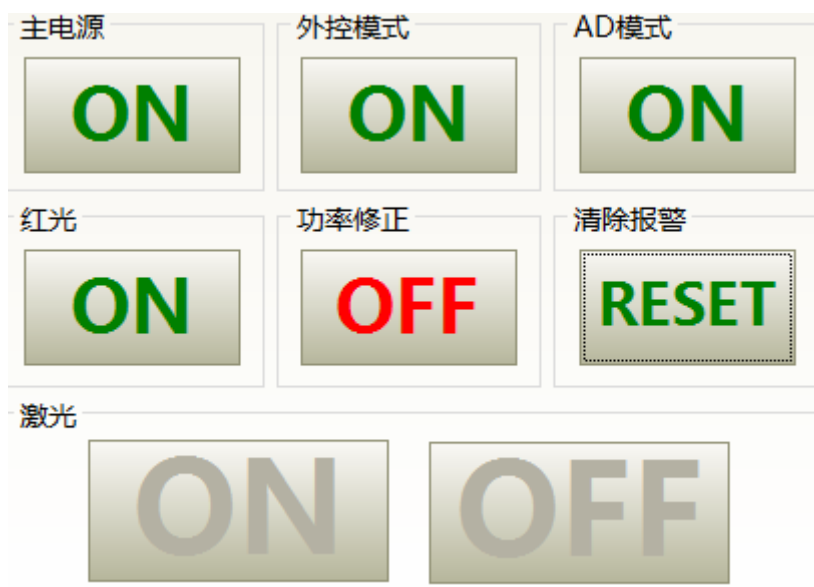 主电源 外控模式 AD模式
ON ON ON
红光 功率修正 清除报警
ON OFF RESET
激光
ON OFF